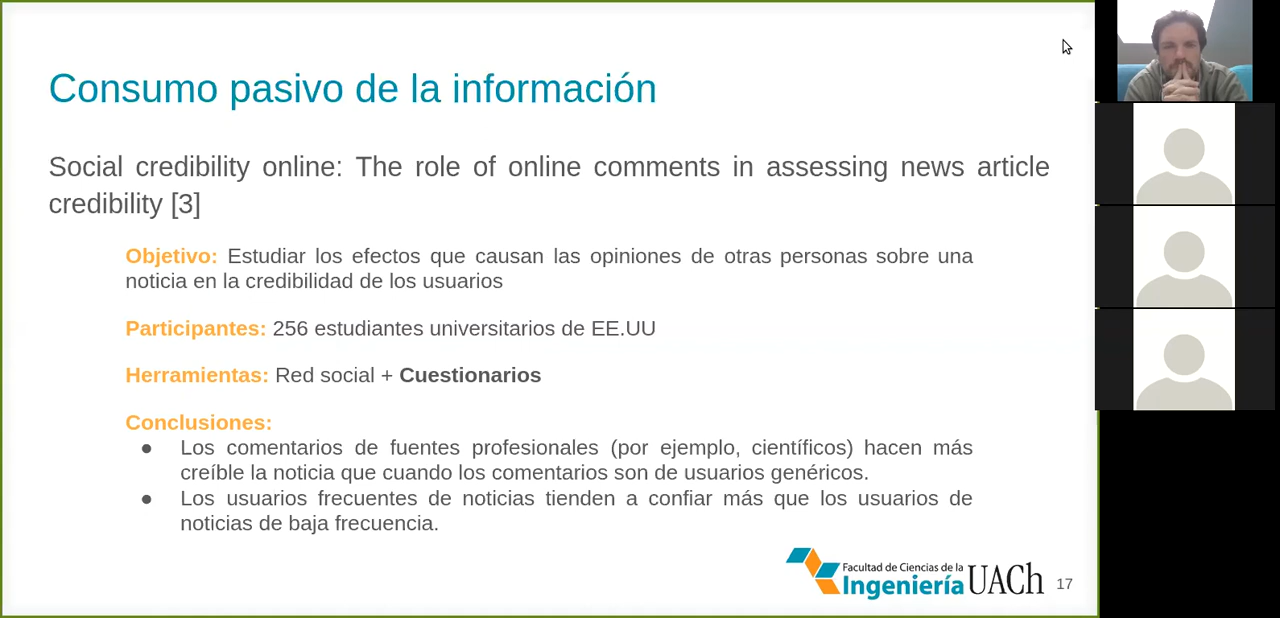 Consumo pasivo de la información
Social credibility online: The role of online comments in assessing news article
credibility [3]
Objetivo: Estudiar los efectos que causan las opiniones de otras personas sobre una
noticia en la credibilidad de los usuarios
Participantes: 256 estudiantes universitarios de EE.UU
Herramientas: Red social + Cuestionarios
Conclusiones:
● Los comentarios de fuentes profesionales (por ejemplo, científicos) hacen más
creíble la noticia que cuando los comentarios son de usuarios genéricos.
● Los usuarios frecuentes de noticias tienden a confiar más que los usuarios de
noticias de baja frecuencia.
Facultad de Ciencias de la
Ingeniería UACh
17